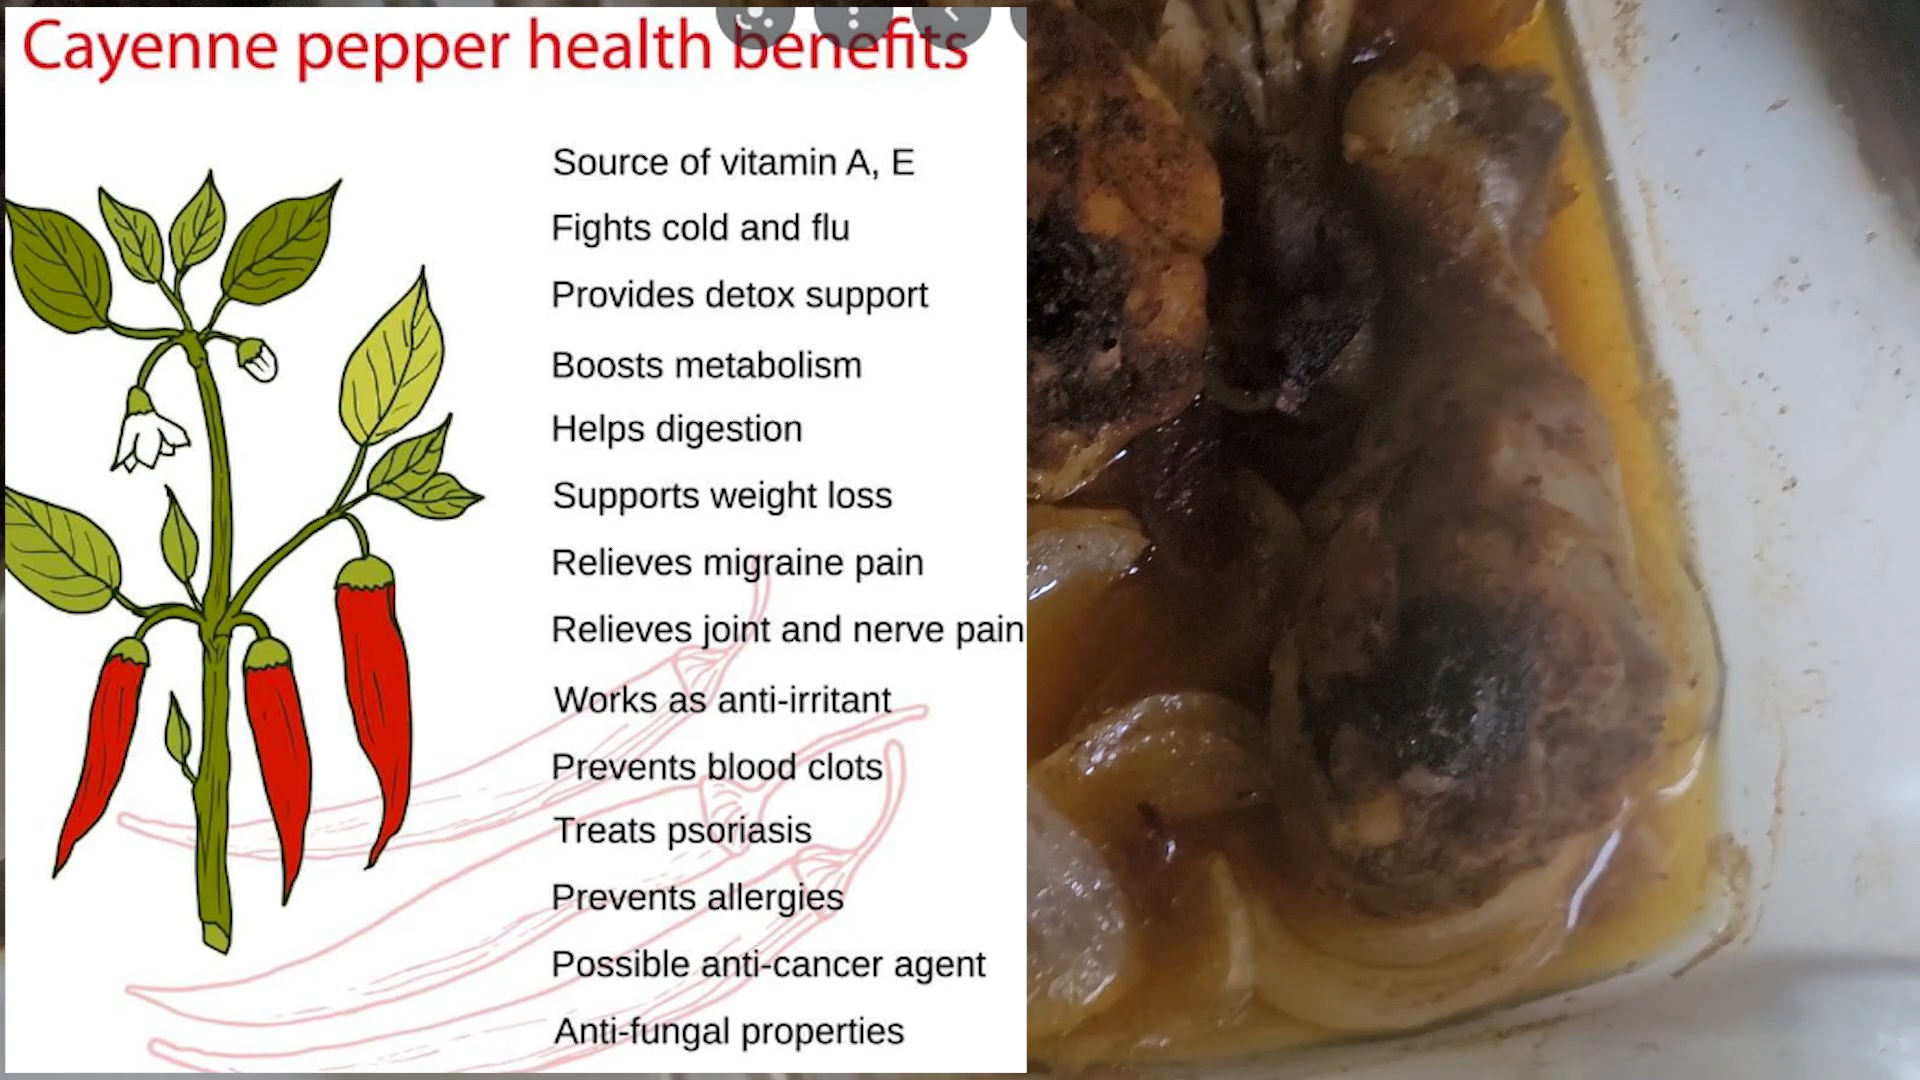 Cayenne pepper health benefits
Source of vitamin A, E
Fights cold and flu
Provides detox support
Boosts metabolism
Helps digestion
Supports weight loss
Relieves migraine pain
Relieves joint and nerve pain
Works as anti-irritant
Prevents blood clots
Treats psoriasis
Prevents allergies
Possible anti-cancer agent
Anti-fungal properties